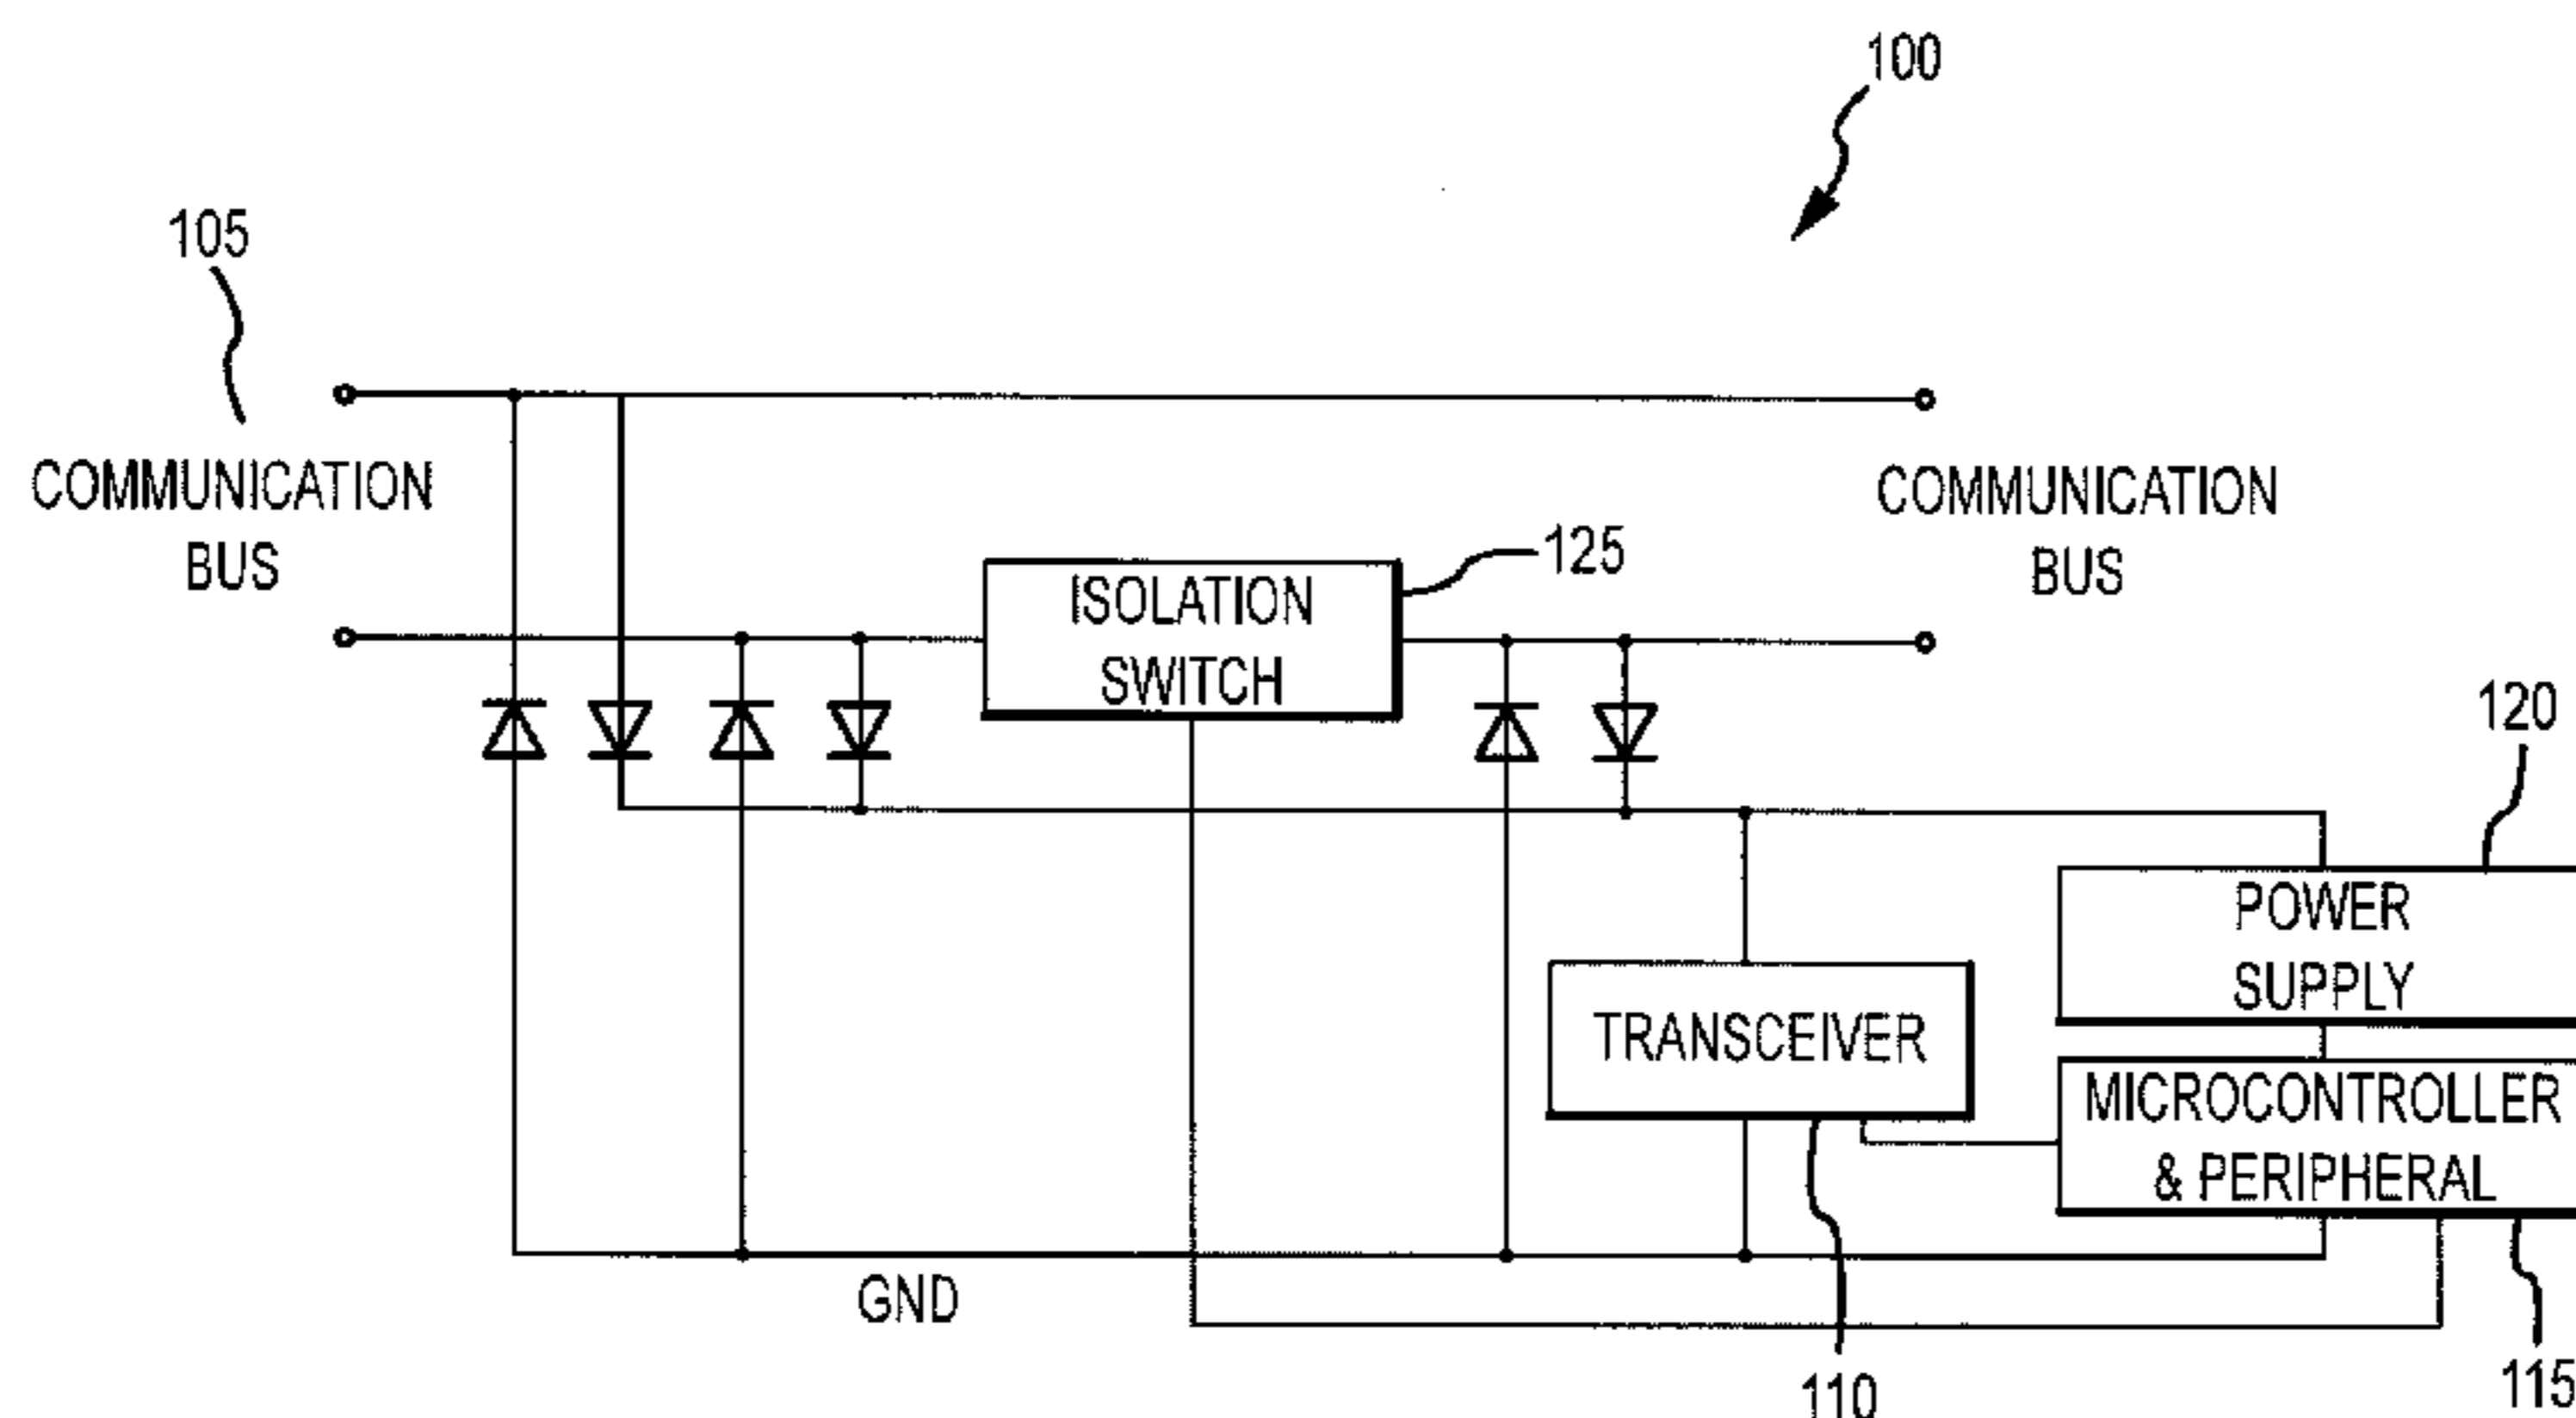 100
105
COMMUNICATION
BUS
COMMUNICATION
BUS
ISOLATION
SWITCH
125
120
POWER
SUPPLY
TRANSCEIVER
MICROCONTROLLER
& PERIPHERAL
GND
110
115